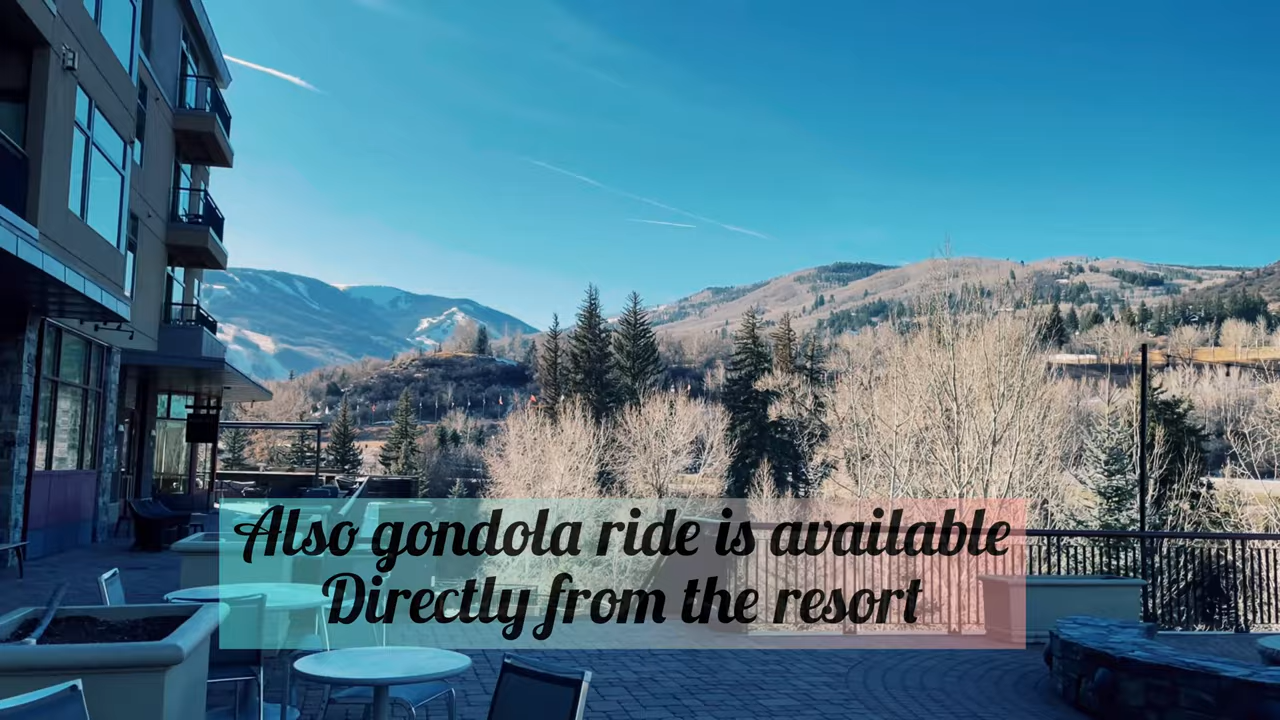 Also gondola ride is available
Directly from the resort